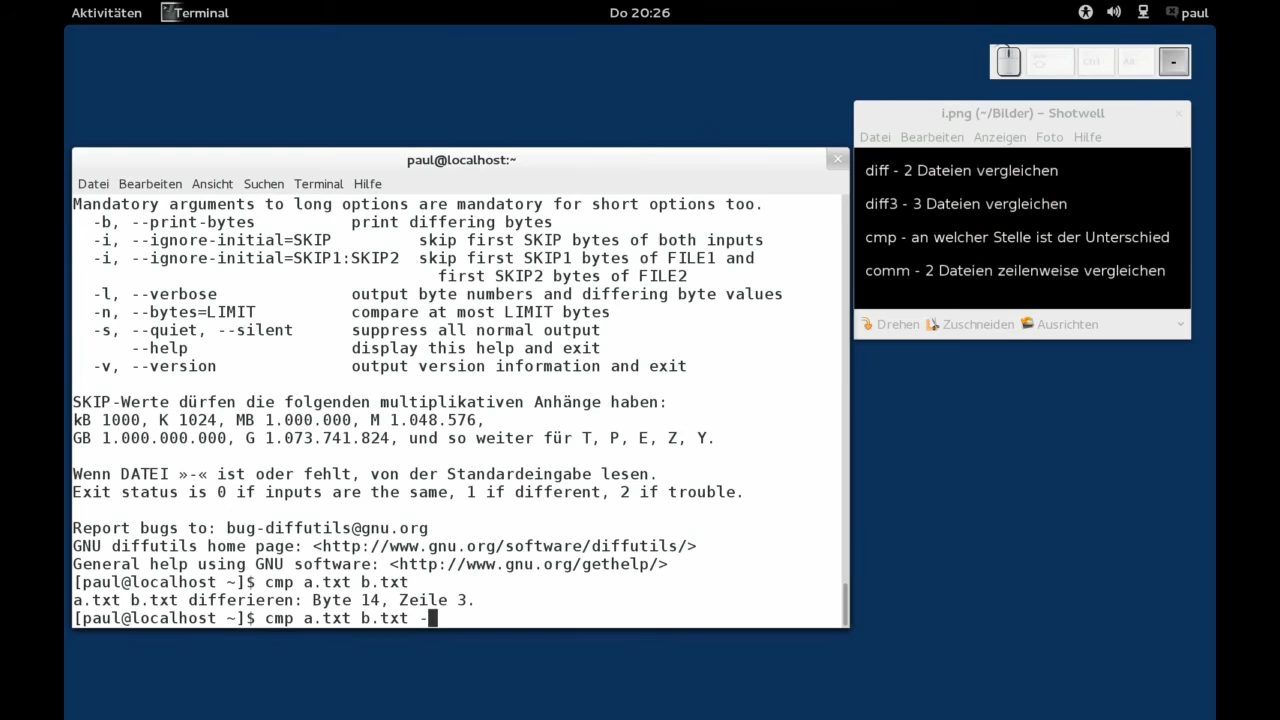 Aktivitäten Terminal Do 20:26 paul
Ctrl Alt -
i.png (~/Bilder) – Shotwell
Datei Bearbeiten Anzeigen Foto Hilfe
diff - 2 Dateien vergleichen
diff3 - 3 Dateien vergleichen
cmp - an welcher Stelle ist der Unterschied
comm - 2 Dateien zeilenweise vergleichen
Drehen Zuschneiden Ausrichten
paul@localhost:~
Datei Bearbeiten Ansicht Suchen Terminal Hilfe
Mandatory arguments to long options are mandatory for short options too.
-b, --print-bytes print differing bytes
-i, --ignore-initial=SKIP skip first SKIP bytes of both inputs
-i, --ignore-initial=SKIP1:SKIP2 skip first SKIP1 bytes of FILE1 and
first SKIP2 bytes of FILE2
-l, --verbose output byte numbers and differing byte values
-n, --bytes=LIMIT compare at most LIMIT bytes
-s, --quiet, --silent suppress all normal output
--help display this help and exit
-v, --version output version information and exit
SKIP-Werte dürfen die folgenden multiplikativen Anhänge haben:
kB 1000, K 1024, MB 1.000.000, M 1.048.576,
GB 1.000.000.000, G 1.073.741.824, und so weiter für T, P, E, Z, Y.
Wenn DATEI »-« ist oder fehlt, von der Standardeingabe lesen.
Exit status is 0 if inputs are the same, 1 if different, 2 if trouble.
Report bugs to: bug-diffutils@gnu.org
GNU diffutils home page: <http://www.gnu.org/software/diffutils/>
General help using GNU software: <http://www.gnu.org/gethelp/>
[paul@localhost ~]$ cmp a.txt b.txt
a.txt b.txt differieren: Byte 14, Zeile 3.
[paul@localhost ~]$ cmp a.txt b.txt -